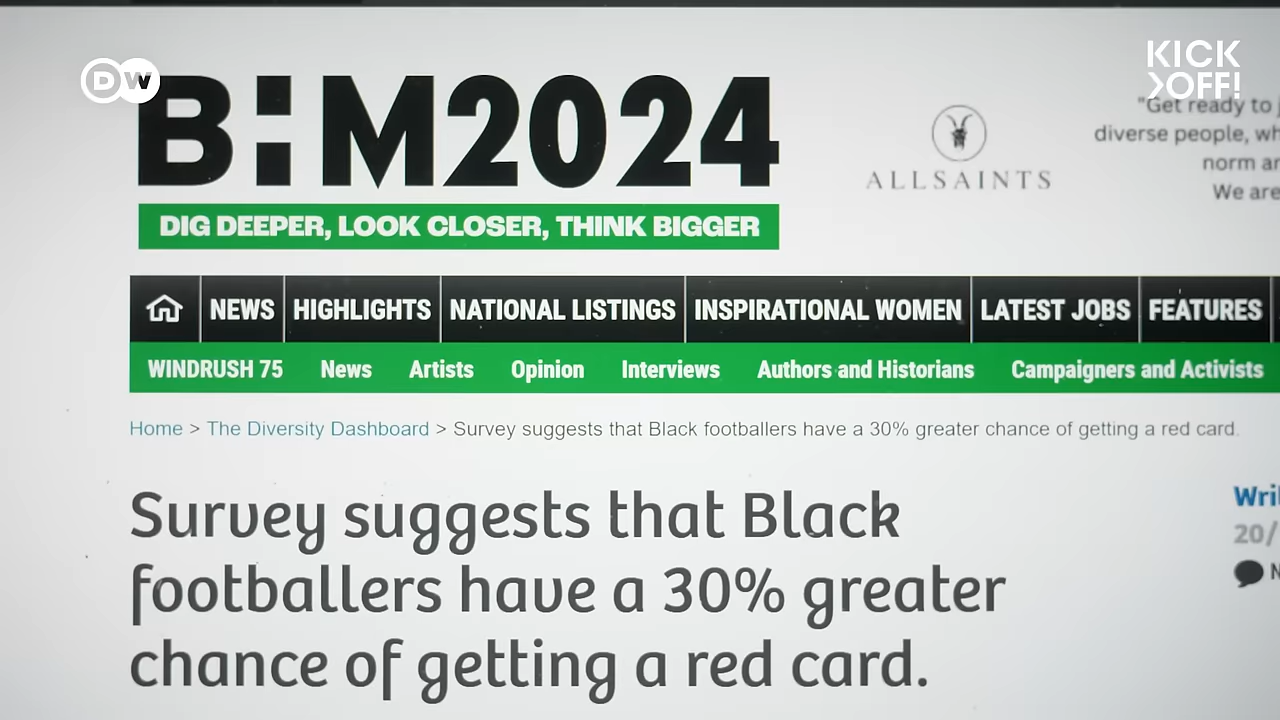 DW
KICK
OFF!
B:M2024
DIG DEEPER, LOOK CLOSER, THINK BIGGER
ALLSAINTS
"Get ready to
diverse people,
norm
We are
NEWS
HIGHLIGHTS
NATIONAL LISTINGS
INSPIRATIONAL WOMEN
LATEST JOBS
FEATURES
WINDRUSH 75
News
Artists
Opinion
Interviews
Authors and Historians
Campaigners and Activists
Home > The Diversity Dashboard > Survey suggests that Black footballers have a 30% greater chance of getting a red card.
Survey suggests that Black
footballers have a 30% greater
chance of getting a red card.
20/